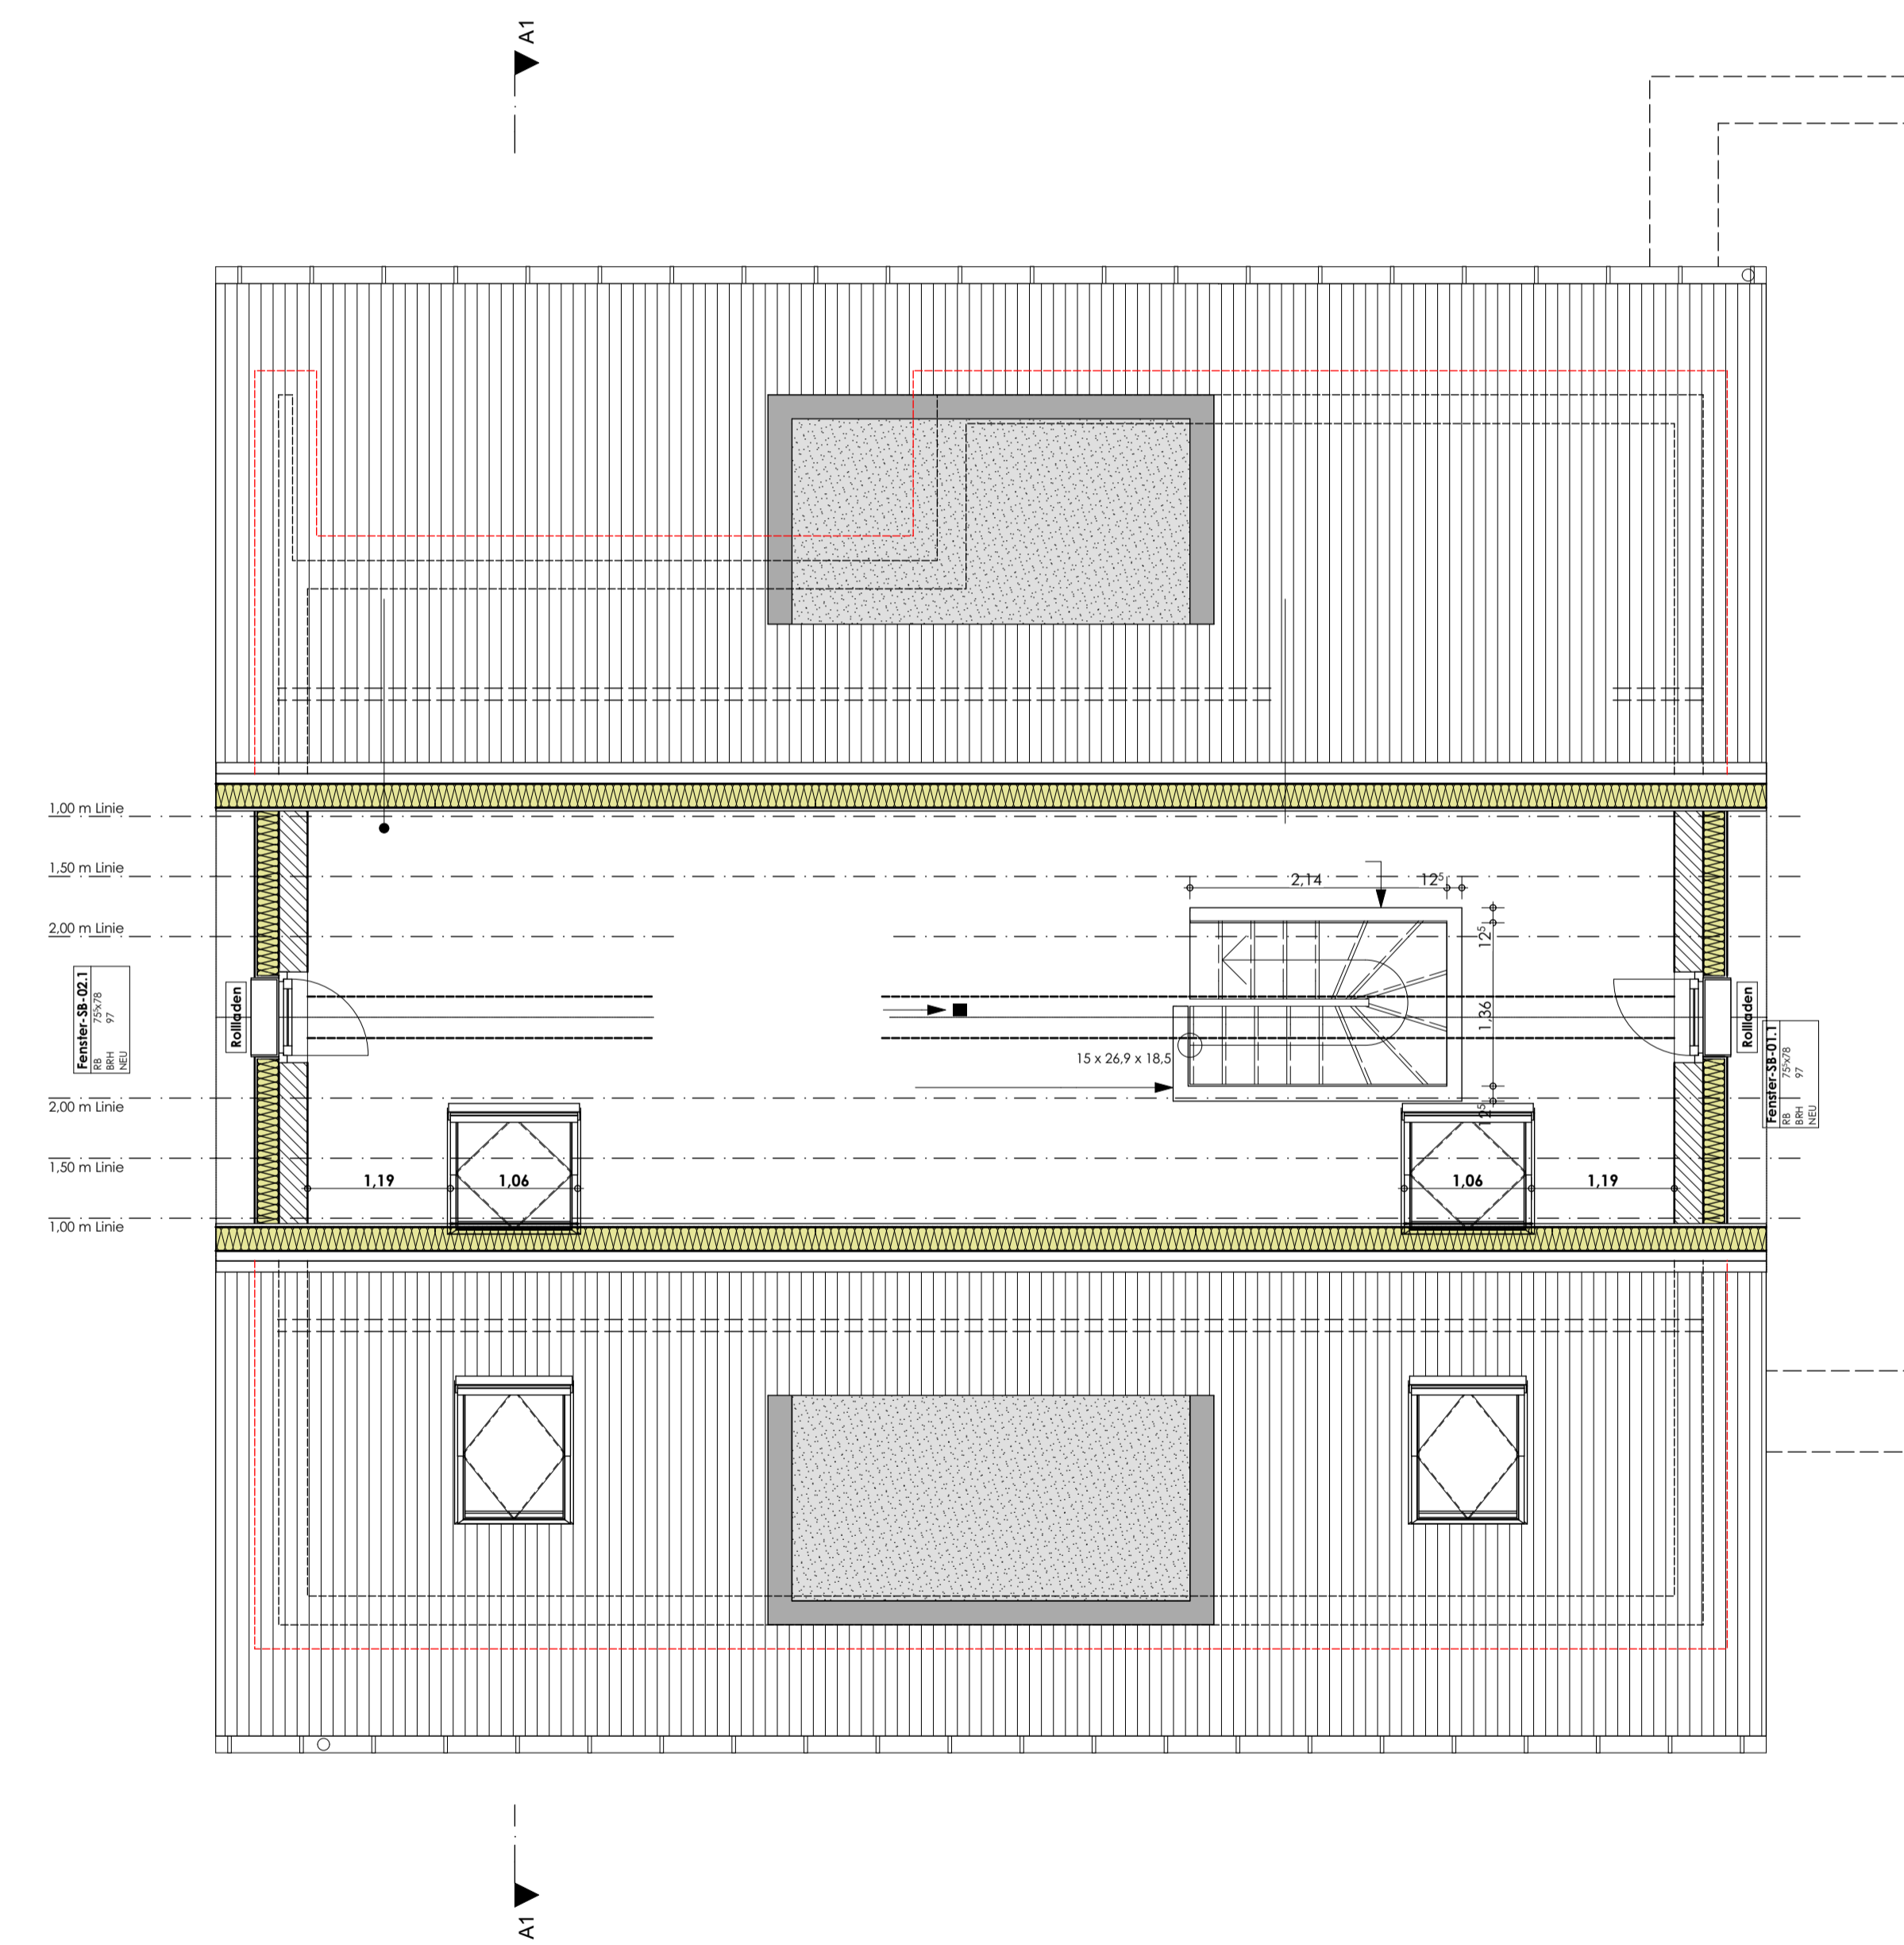 A1
1,00 m Linie
1,50 m Linie
2,00 m Linie
2,14
12⁵
12⁵
1,36
12⁵
15 x 26,9 x 18,5
Fenster-SB-02.1
RB 75⁵x78
BRH 97
NEU
Rollladen
Rollladen
Fenster-SB-01.1
RB 75⁵x78
BRH 97
NEU
2,00 m Linie
1,50 m Linie
1,19
1,06
1,06
1,19
1,00 m Linie
A1